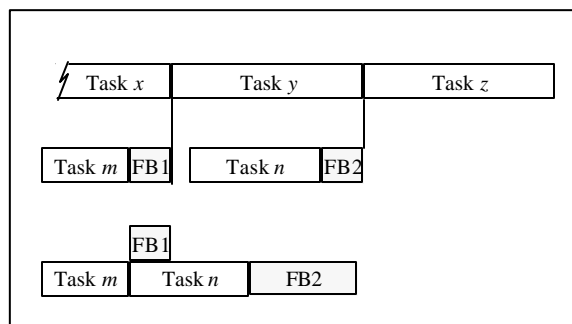 Task x Task y Task z
Task m FB1 Task n FB2
FB1
Task m Task n FB2